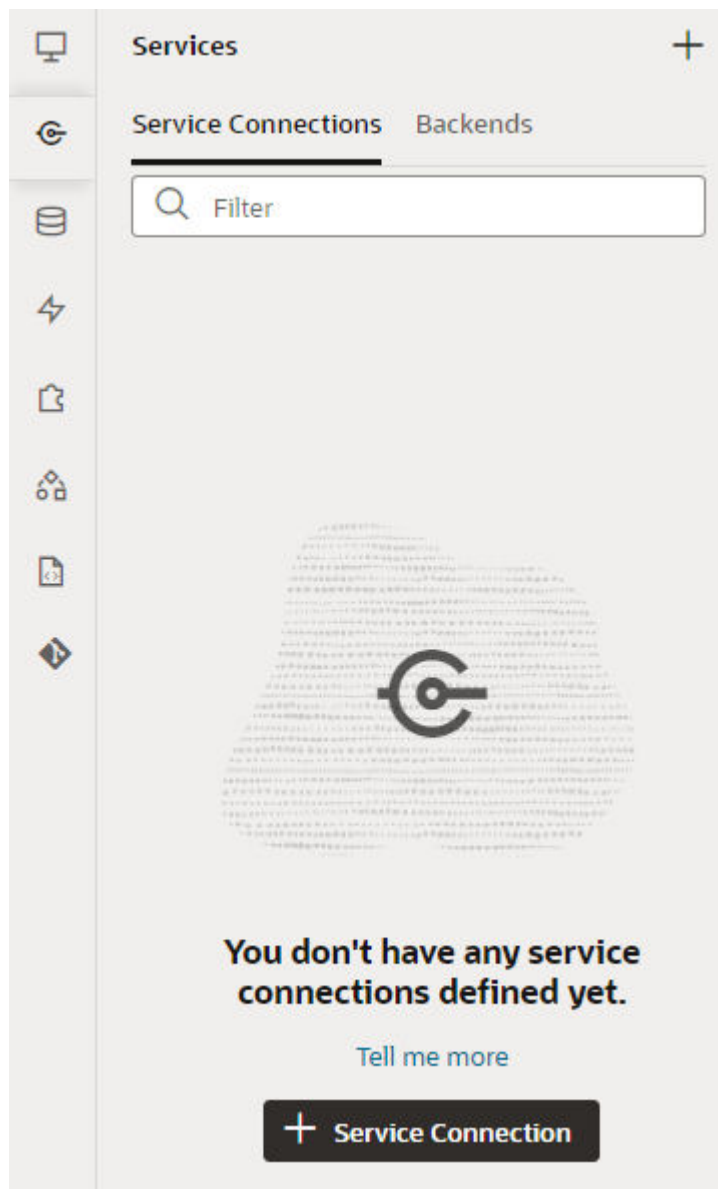 Services
Service Connections Backends
Filter
You don't have any service
connections defined yet.
Tell me more
Service Connection